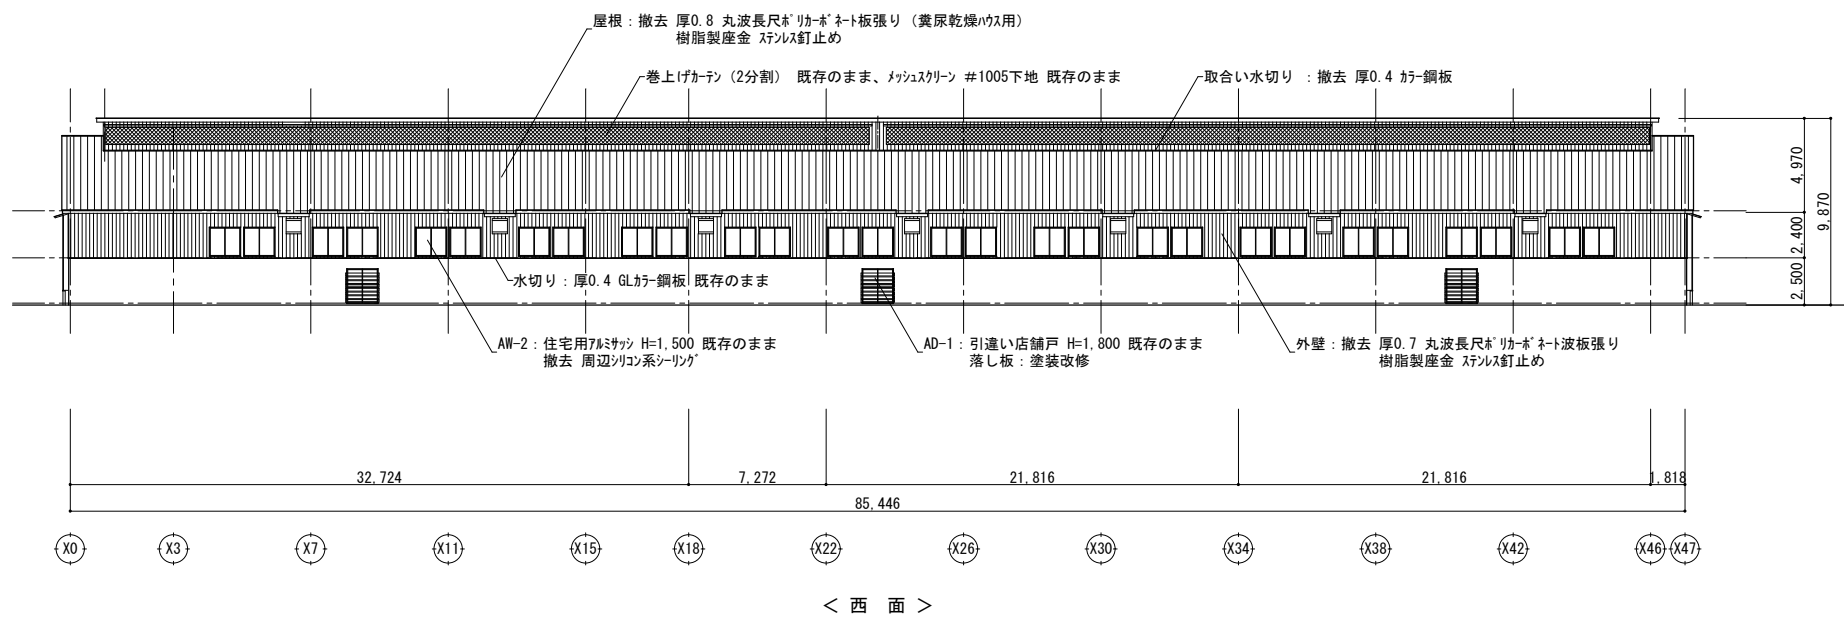 屋根：撤去 厚0.8 丸波長尺ﾎﾟﾘｶｰﾎﾞﾈｰﾄ板張り（糞尿乾燥ﾊｳｽ用）
樹脂製座金 ｽﾃﾝﾚｽ釘止め
巻上げｶｰﾃﾝ（2分割） 既存のまま、ﾒｯｼｭｽｸﾘｰﾝ #1005下地 既存のまま
取合い水切り ：撤去 厚0.4 ｶﾗｰ鋼板
4,970
9,870
2,400
2,500
水切り：厚0.4 GLｶﾗｰ鋼板 既存のまま
AW-2：住宅用ｱﾙﾐｻｯｼ H=1,500 既存のまま
撤去 周辺ｼﾘｺﾝ系ｼｰﾘﾝｸﾞ
AD-1：引違い店舗戸 H=1,800 既存のまま
落し板：塗装改修
外壁：撤去 厚0.7 丸波長尺ﾎﾟﾘｶｰﾎﾞﾈｰﾄ波板張り
樹脂製座金 ｽﾃﾝﾚｽ釘止め
32,724 7,272 21,816 21,816 1,818
85,446
X0 X3 X7 X11 X15 X18 X22 X26 X30 X34 X38 X42 X46 X47
＜ 西 面 ＞